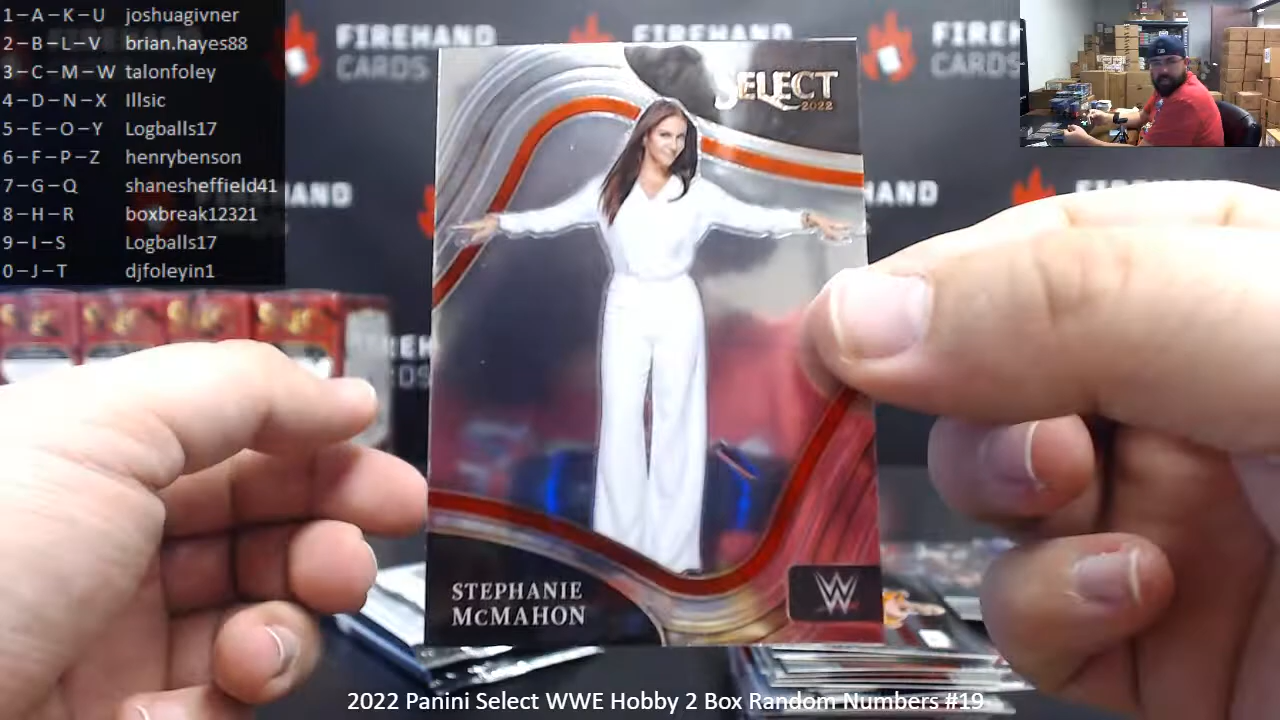 1-A-K-U joshuagivner
2-B-L-V brian.hayes88
3-C-M-W talonfoley
4-D-N-X Illsic
5-E-O-Y Logballs17
6-F-P-Z henrybenson
7-G-Q shanesheffield41
8-H-R boxbreak12321
9-I-S Logballs17
0-J-T djfoleyin1
FIREHAND
CARDS
SELECT
2022
STEPHANIE
McMAHON
W
2022 Panini Select WWE Hobby 2 Box Random Numbers #19